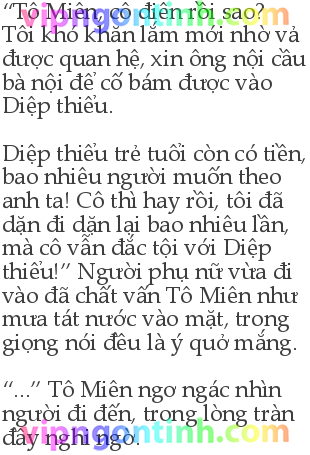 “Tô Miên, cô điên rồi sao?
vipngontinh.com
Tôi khó khăn lắm mới nhờ vả
được quan hệ, xin ông nội cầu
bà nội để cố bám được vào
Diệp thiểu.
Diệp thiểu trẻ tuổi còn có tiền,
bao nhiêu người muốn theo
anh ta! Cô thì hay rồi, tôi đã
dặn đi dặn lại bao nhiêu lần,
mà cô vẫn đắc tội với Diệp
thiểu!” Người phụ nữ vừa đi
vào đã chất vấn Tô Miên như
mưa tát nước vào mặt, trong
giọng nói đều là ý quở mắng.
“...” Tô Miên ngơ ngác nhìn
người đi đến, trong lòng tràn
đầy nghi ngờ.
vipngontinh.com